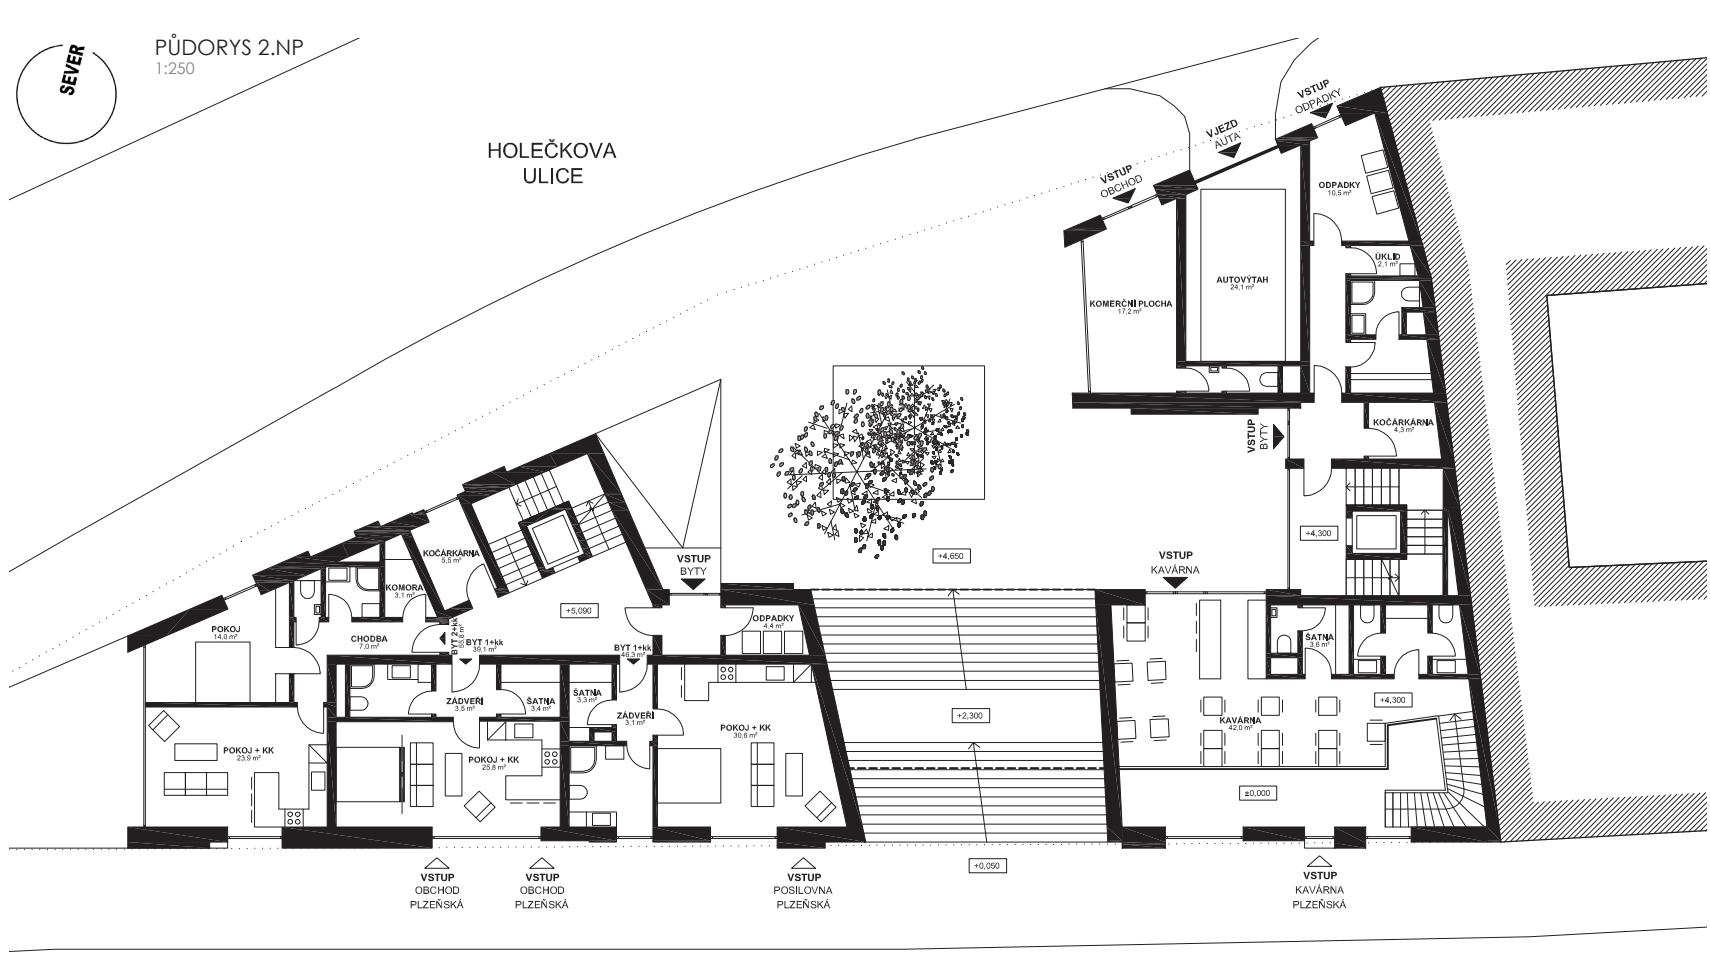 SEVER
PŮDORYS 2.NP
1:250
HOLEČKOVA
ULICE
VSTUP
ODPADKY
VJEZD
AUTA
VSTUP
OBCHOD
ODPADKY
10,5 m²
ÚKLID
2,1 m²
AUTOVÝTAH
24,1 m²
KOMERČNÍ PLOCHA
17,2 m²
KOČÁRKÁRNA
4,3 m²
VSTUP
BYTY
+4,300
+4,650
VSTUP
KAVÁRNA
VSTUP
BYTY
KOČÁRKÁRNA
5,5 m²
KOMORA
3,1 m²
+5,090
ODPADKY
4,4 m²
POKOJ
14,0 m²
CHODBA
7,0 m²
BYT 2+kk
55,8 m²
BYT 1+kk
39,1 m²
BYT 1+kk
46,3 m²
ŠATNA
3,6 m²
ZÁDVEŘÍ
3,5 m²
ŠATNA
3,4 m²
ŠATNA
3,3 m²
ZÁDVEŘÍ
3,1 m²
POKOJ + KK
30,6 m²
+2,300
+4,300
KAVÁRNA
42,0 m²
POKOJ + KK
23,9 m²
POKOJ + KK
25,8 m²
±0,000
+0,050
VSTUP
OBCHOD
PLZEŇSKÁ
VSTUP
OBCHOD
PLZEŇSKÁ
VSTUP
POSILOVNA
PLZEŇSKÁ
VSTUP
KAVÁRNA
PLZEŇSKÁ